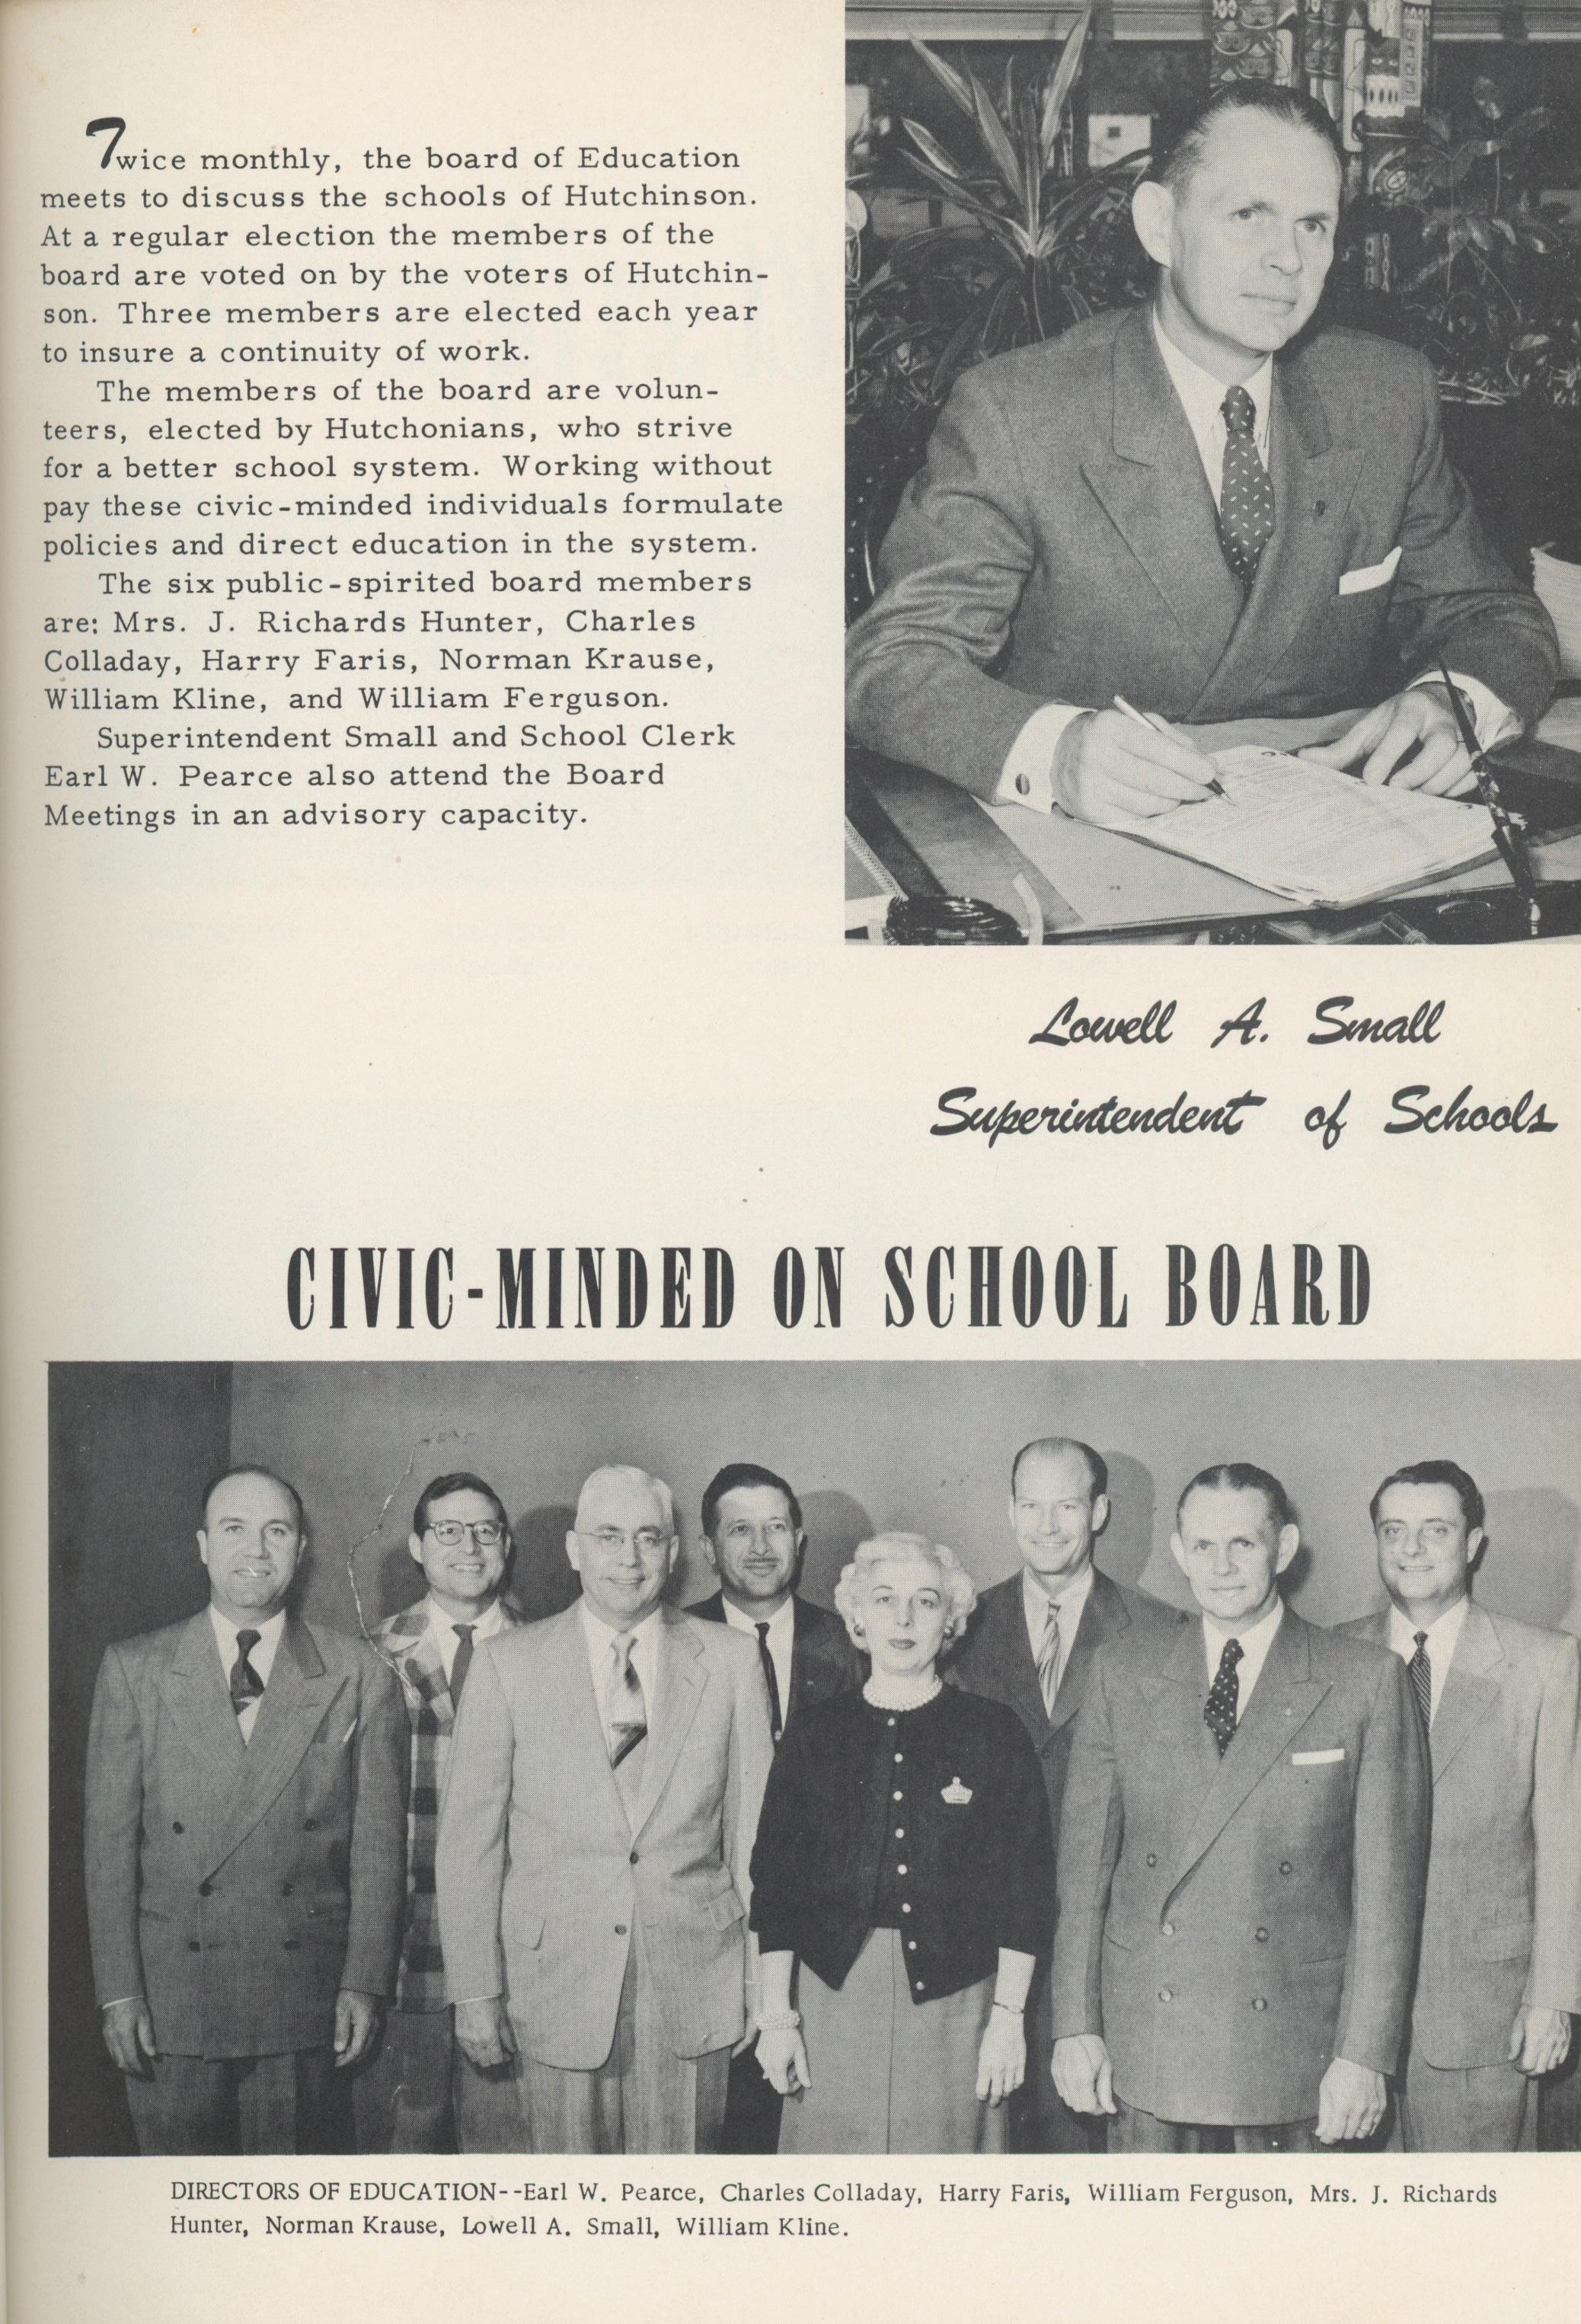 Twice monthly, the board of Education
meets to discuss the schools of Hutchinson.
At a regular election the members of the
board are voted on by the voters of Hutchin-
son. Three members are elected each year
to insure a continuity of work.
The members of the board are volun-
teers, elected by Hutchonians, who strive
for a better school system. Working without
pay these civic-minded individuals formulate
policies and direct education in the system.
The six public-spirited board members
are: Mrs. J. Richards Hunter, Charles
Colladay, Harry Faris, Norman Krause,
William Kline, and William Ferguson.
Superintendent Small and School Clerk
Earl W. Pearce also attend the Board
Meetings in an advisory capacity.
Lowell A. Small
Superintendent of Schools
CIVIC-MINDED ON SCHOOL BOARD
DIRECTORS OF EDUCATION--Earl W. Pearce, Charles Colladay, Harry Faris, William Ferguson, Mrs. J. Richards
Hunter, Norman Krause, Lowell A. Small, William Kline.